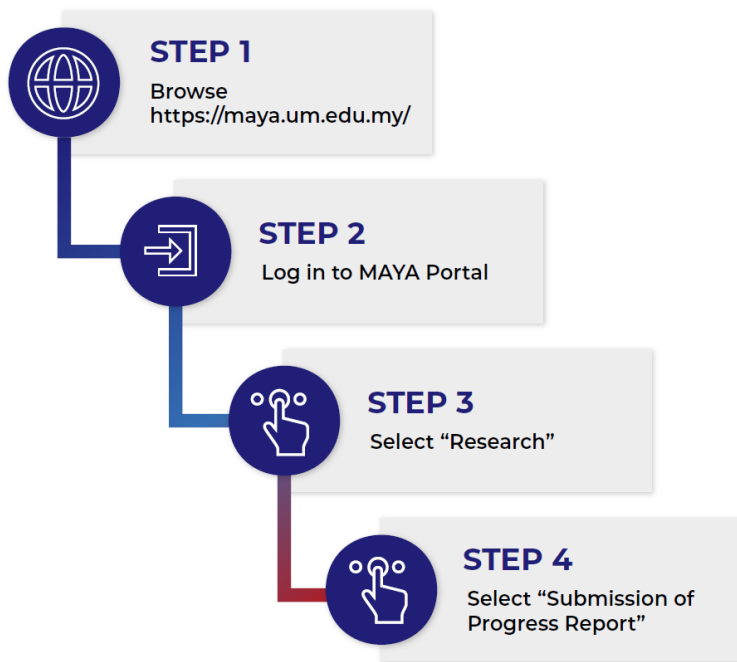 STEP 1
Browse
https://maya.um.edu.my/
STEP 2
Log in to MAYA Portal
STEP 3
Select “Research”
STEP 4
Select “Submission of
Progress Report”